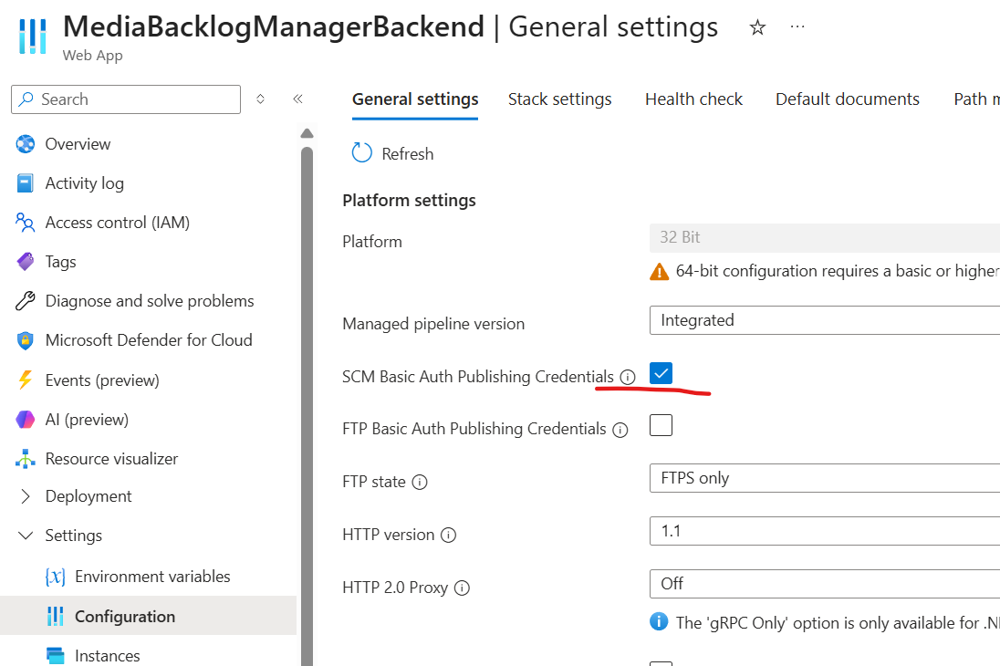 MediaBacklogManagerBackend | General settings
Web App
Search
General settings
Stack settings
Health check
Default documents
Path
Overview
Activity log
Access control (IAM)
Tags
Diagnose and solve problems
Microsoft Defender for Cloud
Events (preview)
AI (preview)
Resource visualizer
Deployment
Settings
Environment variables
Configuration
Instances
Refresh
Platform settings
Platform
32 Bit
64-bit configuration requires a basic or higher
Managed pipeline version
Integrated
SCM Basic Auth Publishing Credentials
FTP Basic Auth Publishing Credentials
FTP state
FTPS only
HTTP version
1.1
HTTP 2.0 Proxy
Off
The 'gRPC Only' option is only available for